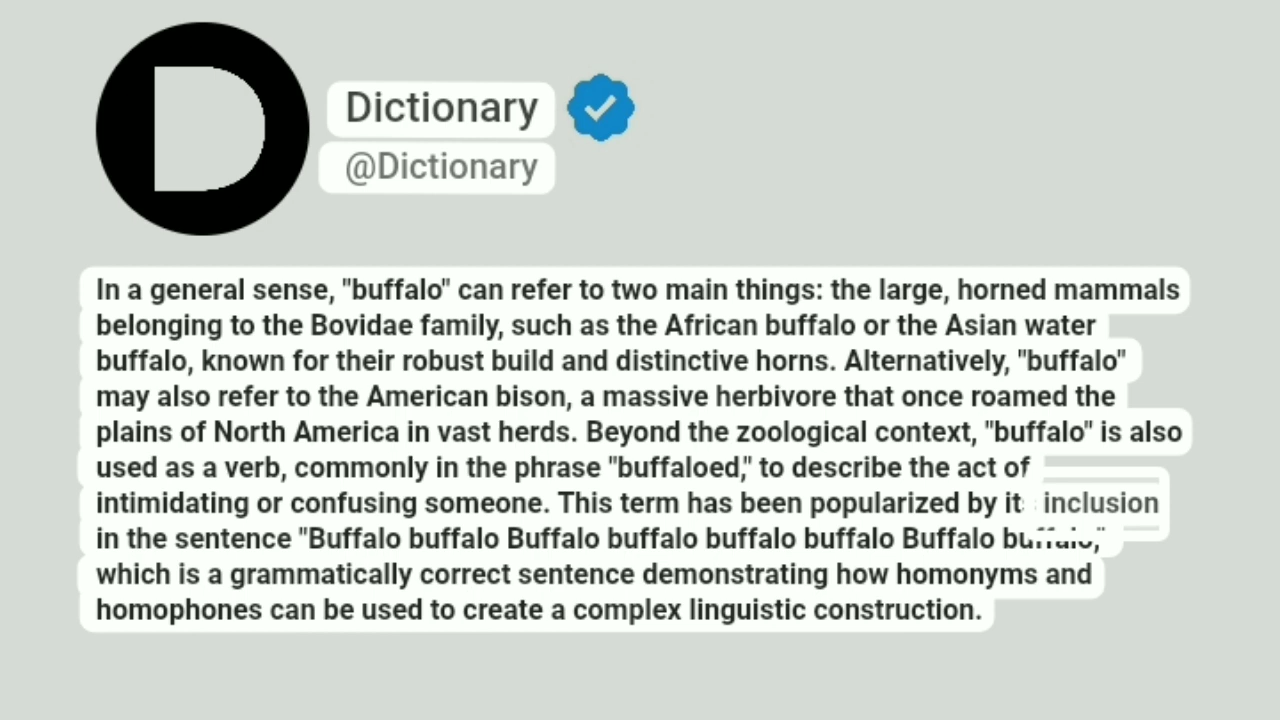 D
Dictionary
@Dictionary
In a general sense, "buffalo" can refer to two main things: the large, horned mammals
belonging to the Bovidae family, such as the African buffalo or the Asian water
buffalo, known for their robust build and distinctive horns. Alternatively, "buffalo"
may also refer to the American bison, a massive herbivore that once roamed the
plains of North America in vast herds. Beyond the zoological context, "buffalo" is also
used as a verb, commonly in the phrase "buffaloed," to describe the act of
intimidating or confusing someone. This term has been popularized by its inclusion
in the sentence "Buffalo buffalo Buffalo buffalo buffalo buffalo Buffalo buffalo,"
which is a grammatically correct sentence demonstrating how homonyms and
homophones can be used to create a complex linguistic construction.